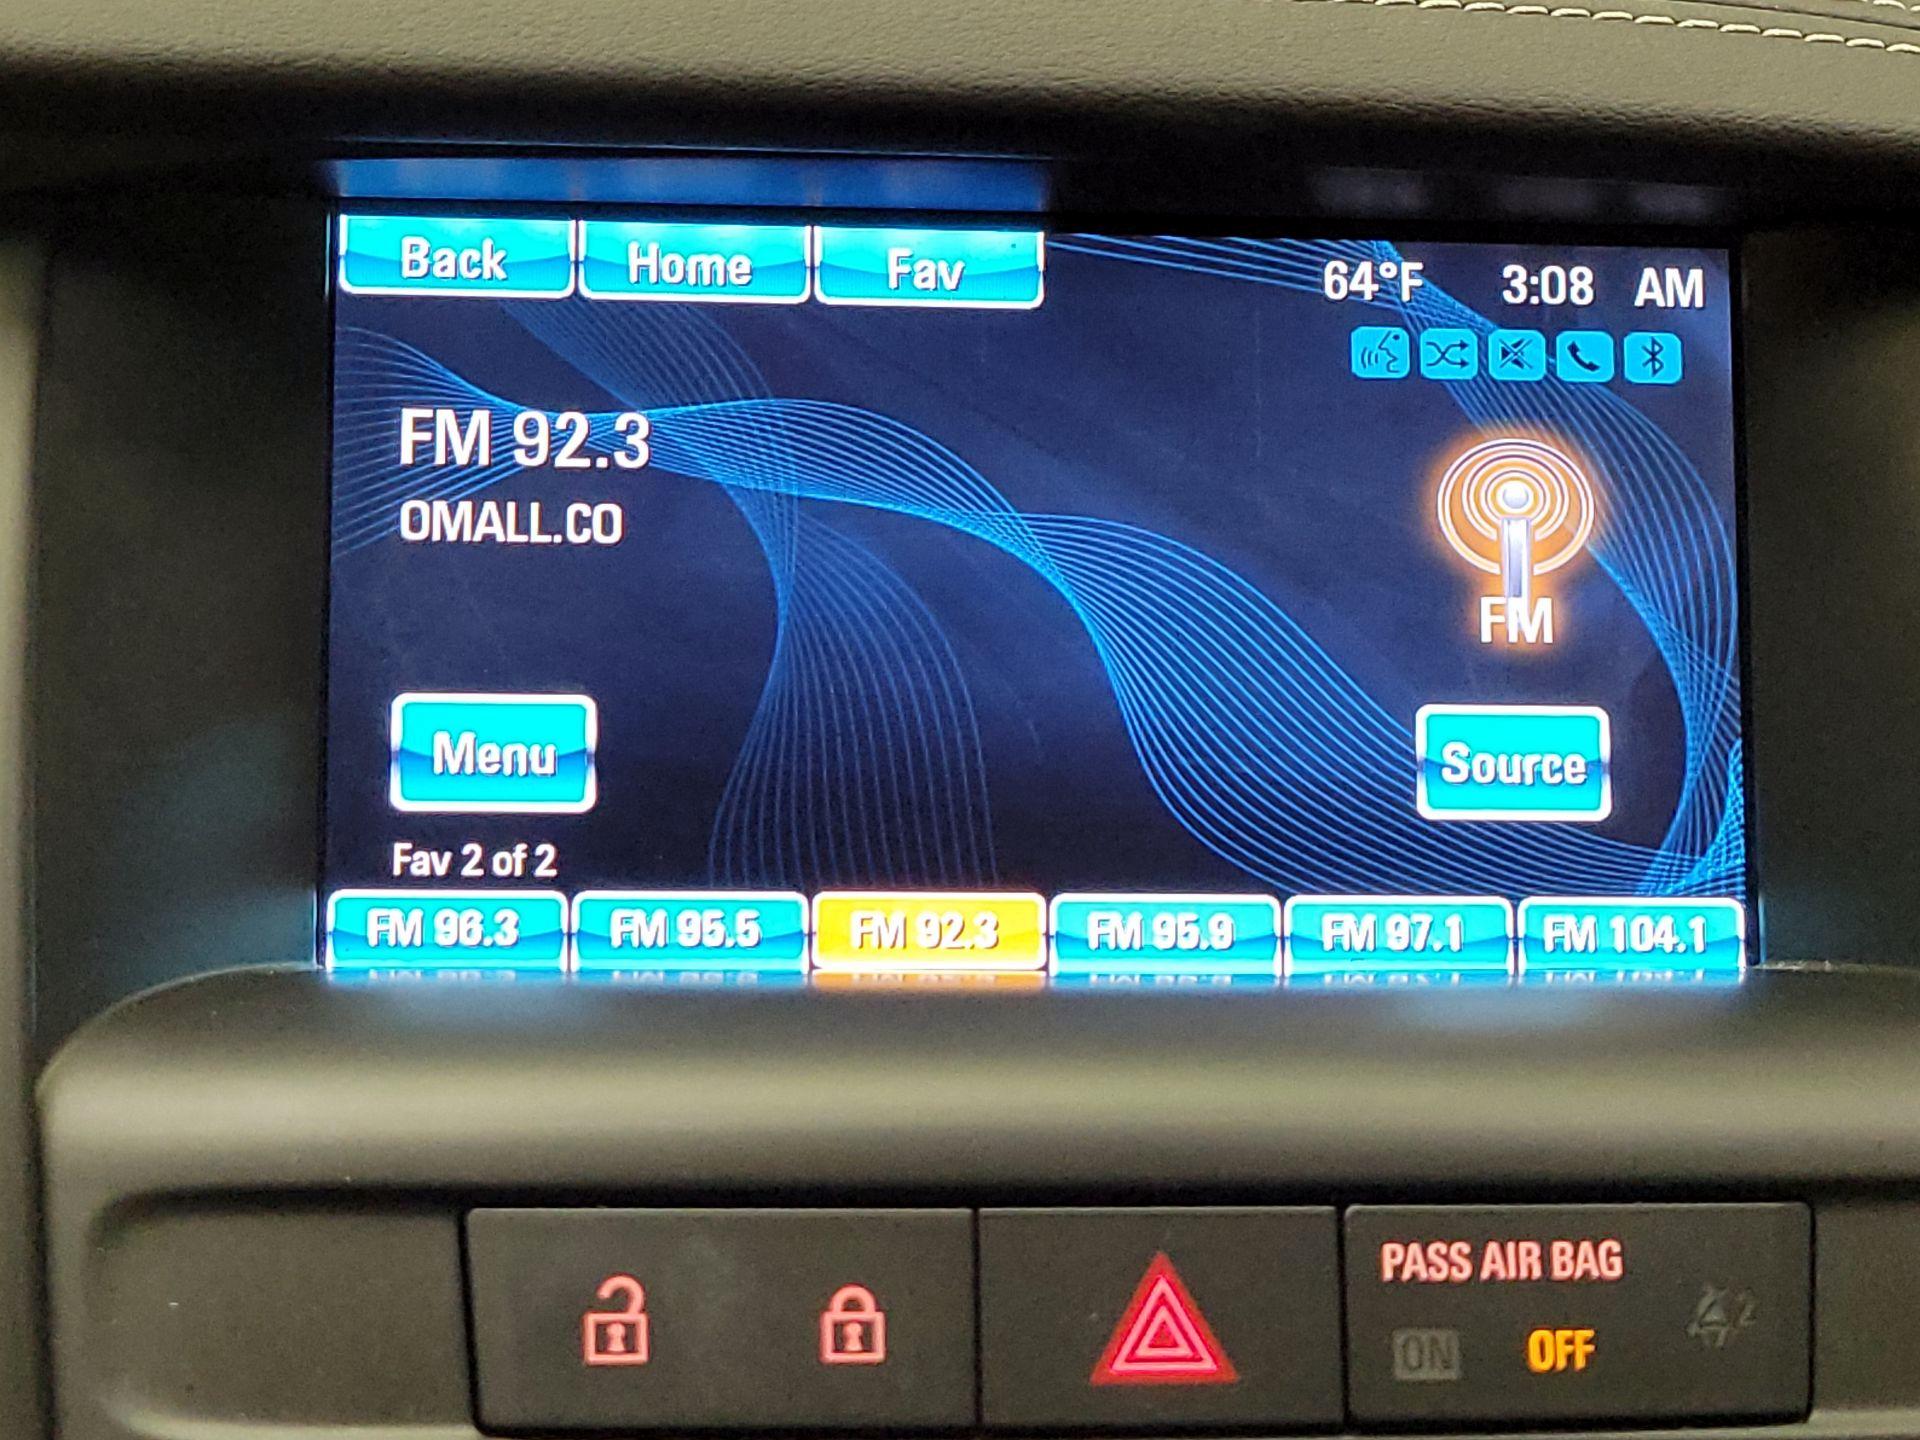 Back Home Fav 64°F 3:08 AM
FM 92.3
OMALL.CO
FM
Menu Source
Fav 2 of 2
FM 96.3 FM 95.5 FM 92.3 FM 95.9 FM 97.1 FM 104.1
PASS AIR BAG
ON OFF 2